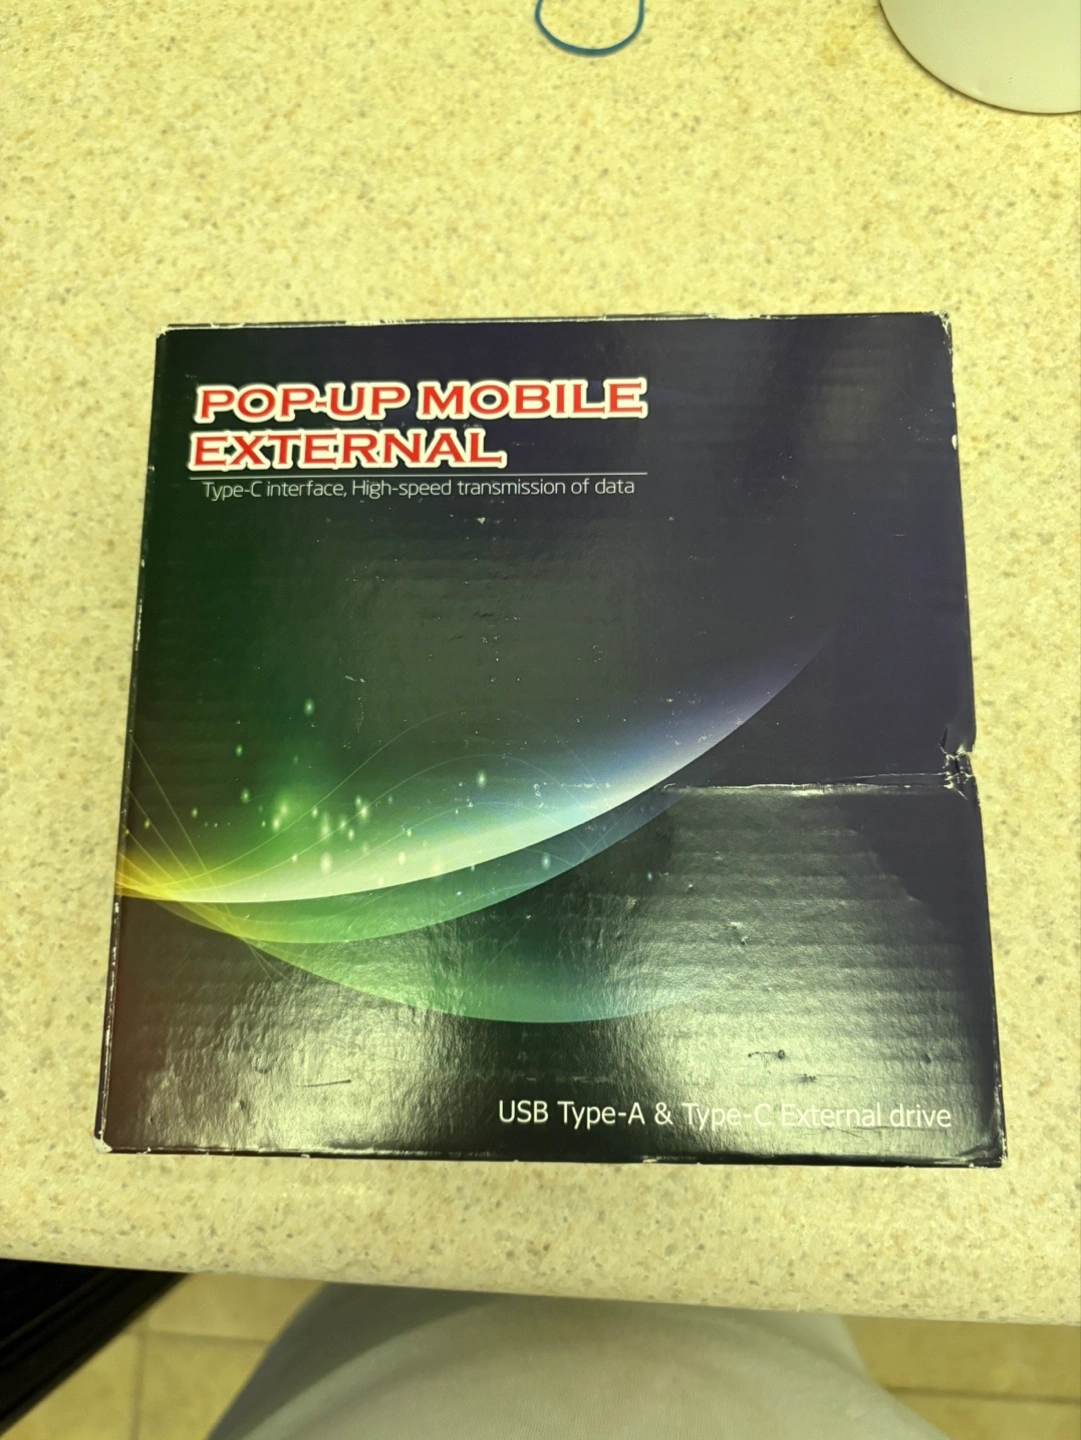 POP-UP MOBILE
EXTERNAL
Type-C interface, High-speed transmission of data
USB Type-A & Type-C External drive